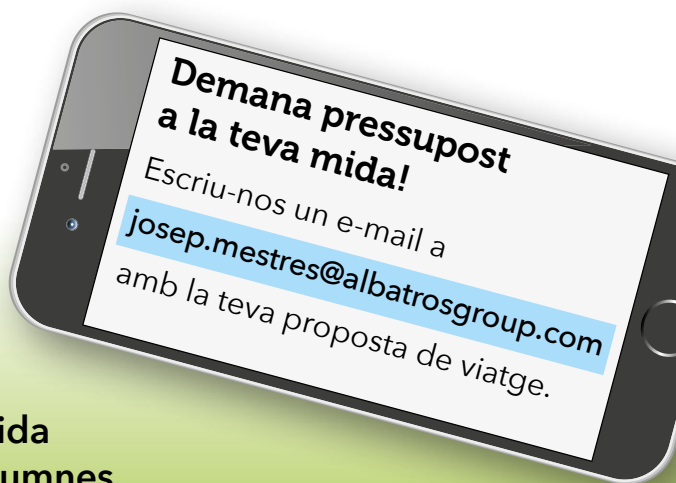 Demana pressupost
a la teva mida!
Escriu-nos un e-mail a
josep.mestres@albatrosgroup.com
amb la teva proposta de viatge.